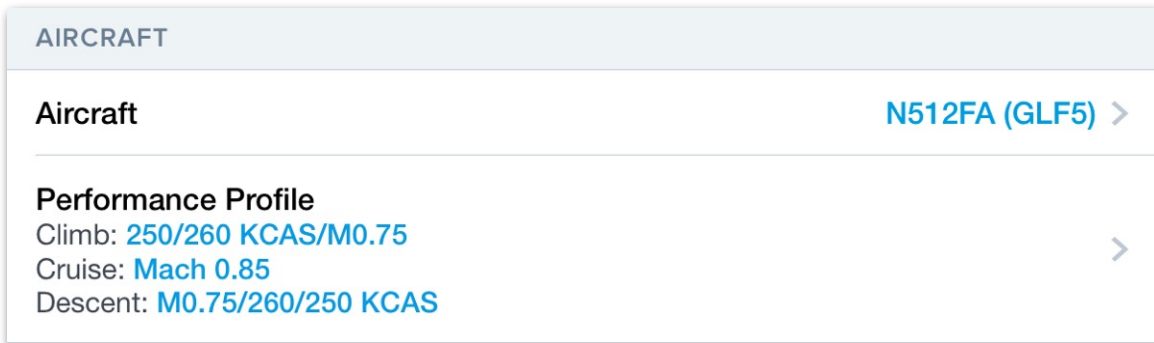 AIRCRAFT
Aircraft N512FA (GLF5)
Performance Profile
Climb: 250/260 KCAS/M0.75
Cruise: Mach 0.85
Descent: M0.75/260/250 KCAS